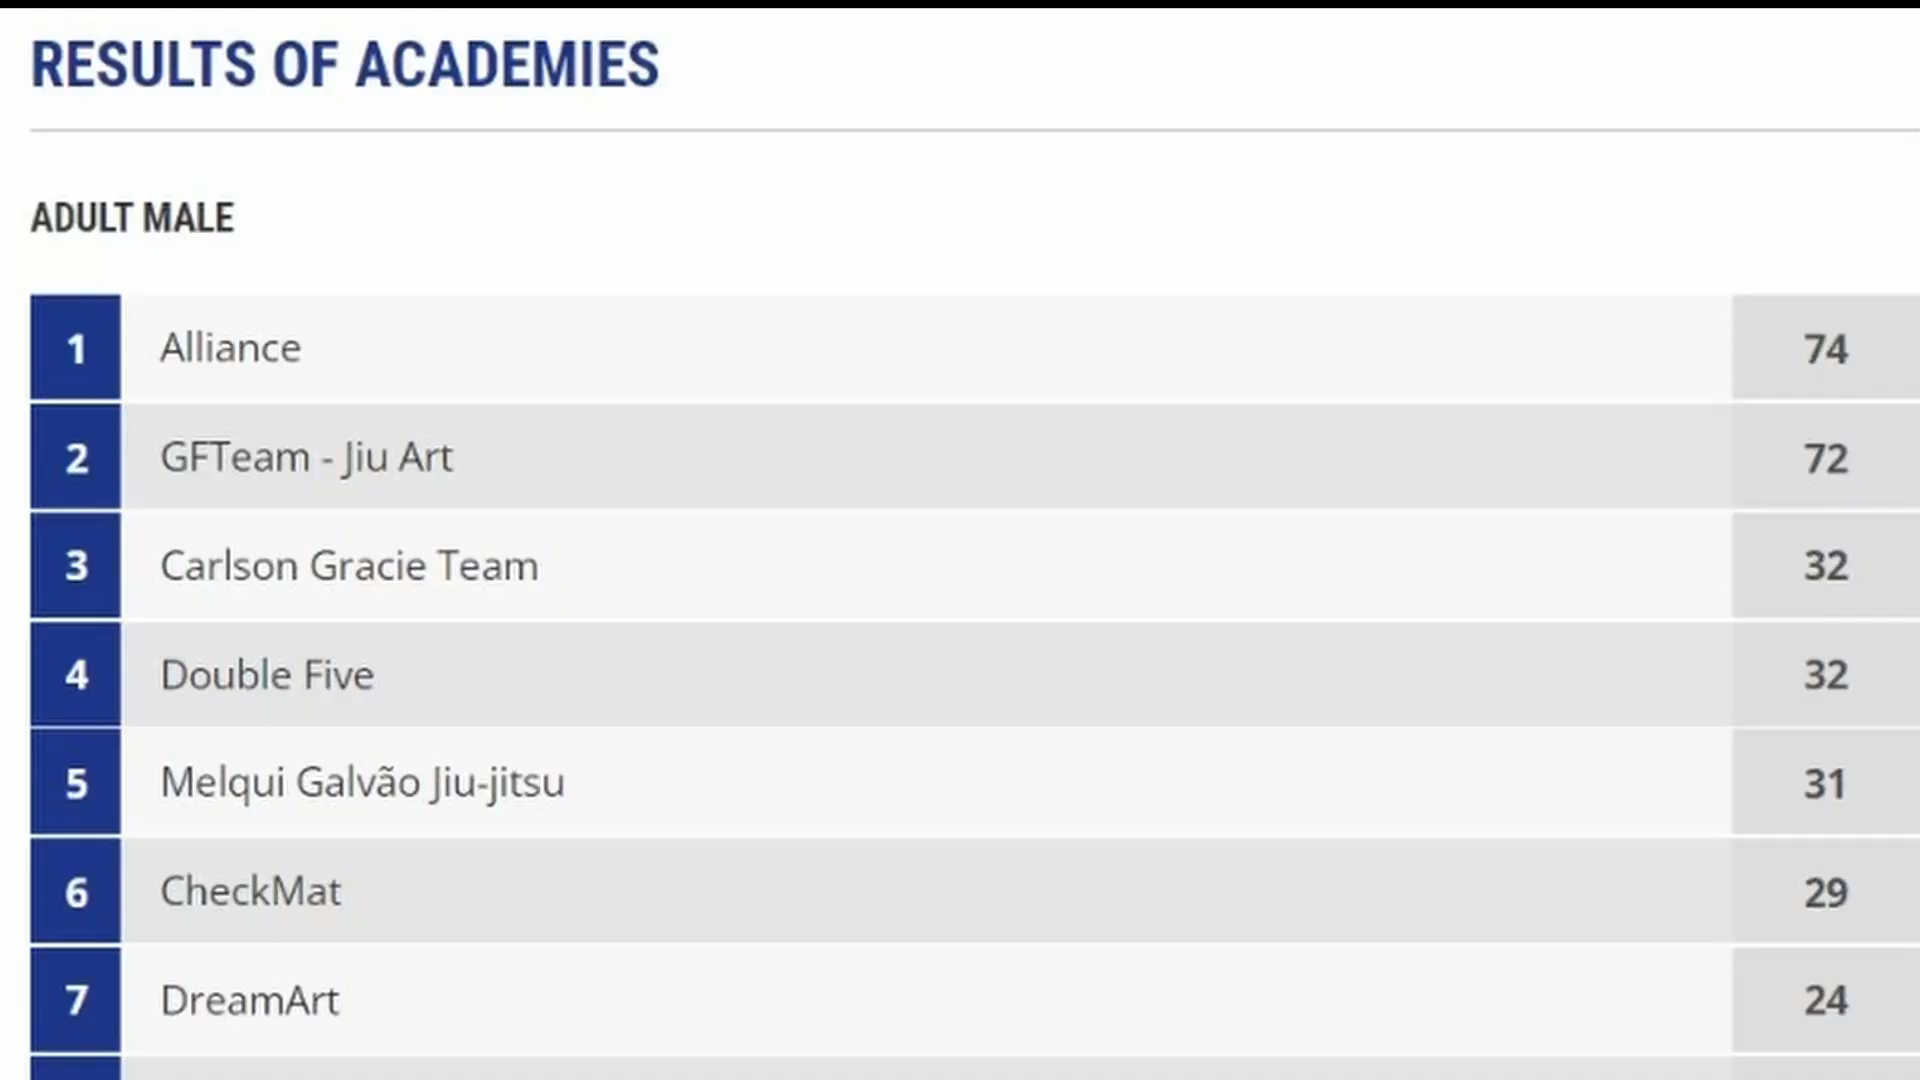 RESULTS OF ACADEMIES
ADULT MALE
1 Alliance 74
2 GFTeam - Jiu Art 72
3 Carlson Gracie Team 32
4 Double Five 32
5 Melqui Galvão Jiu-jitsu 31
6 CheckMat 29
7 DreamArt 24